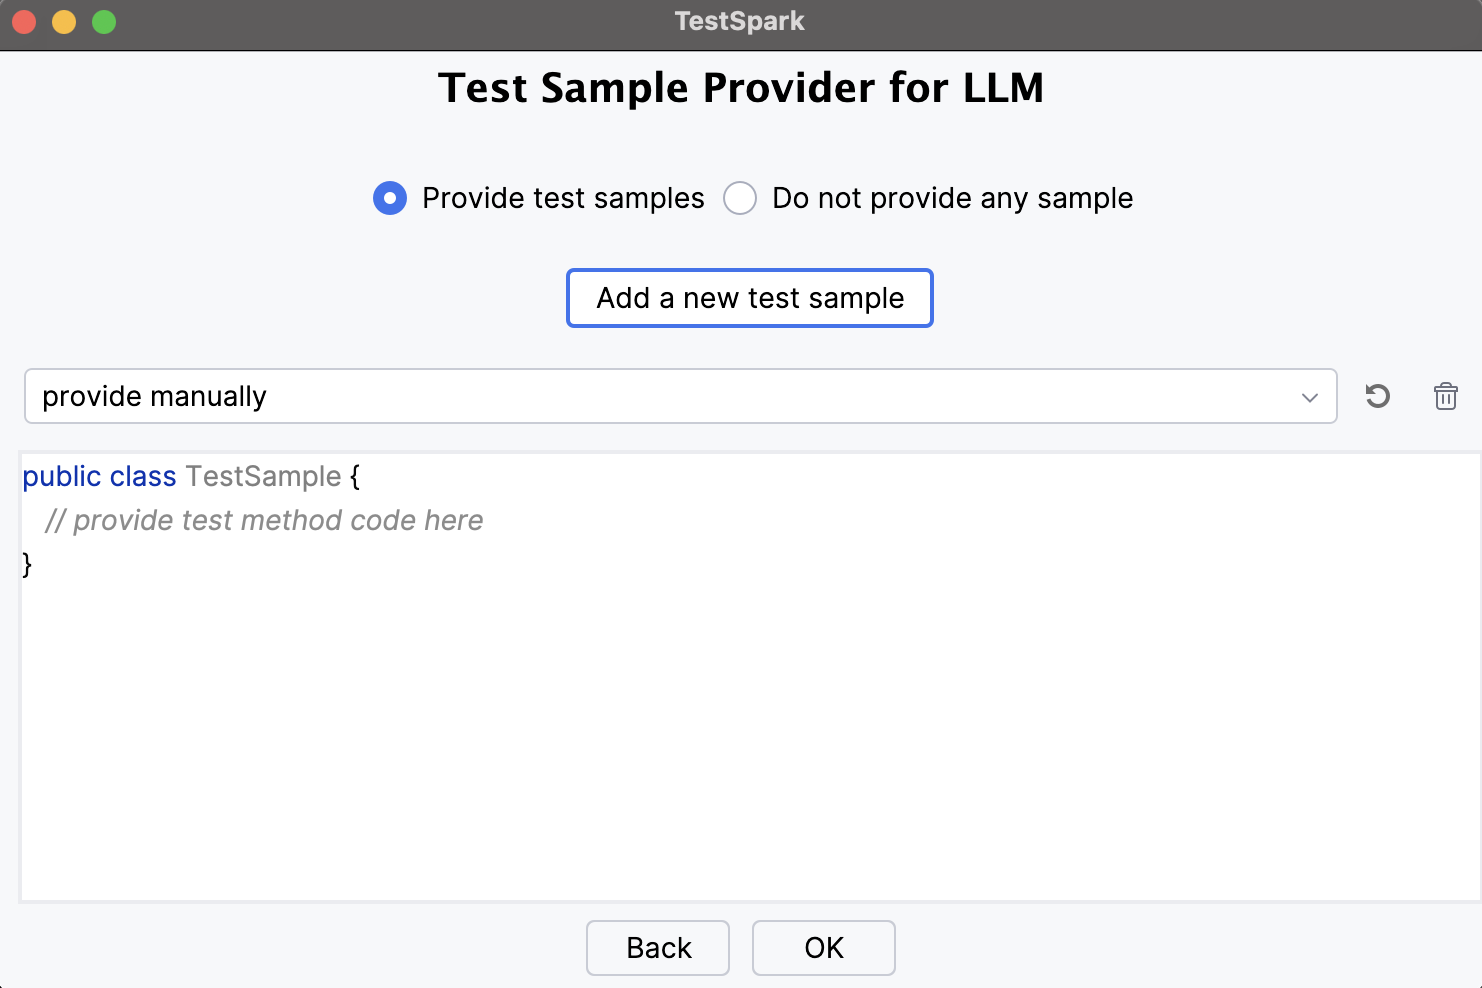 TestSpark
Test Sample Provider for LLM
Provide test samples Do not provide any sample
Add a new test sample
provide manually
public class TestSample {
// provide test method code here
}
Back OK